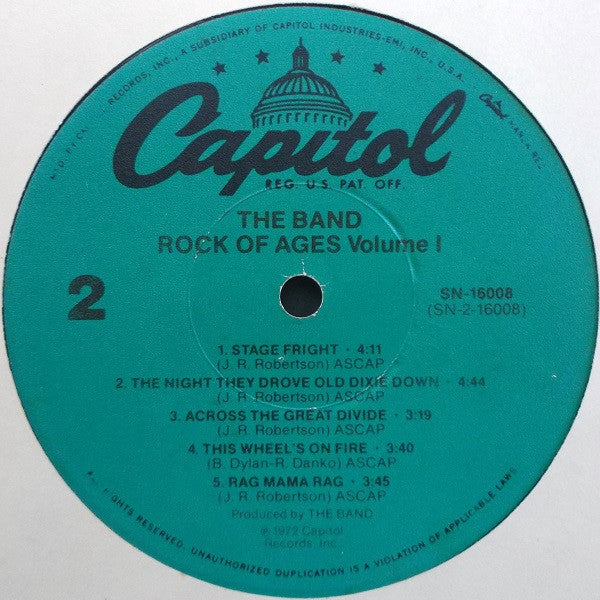 RECORDS, INC., A SUBSIDIARY OF CAPITOL INDUSTRIES-EMI, INC., U.S.A.
Capitol
Capitol
REG. U.S. PAT. OFF.
THE BAND
ROCK OF AGES Volume I
2
SN-16008
(SN-2-16008)
1. STAGE FRIGHT · 4:11
(J. R. Robertson) ASCAP
2. THE NIGHT THEY DROVE OLD DIXIE DOWN · 4:44
(J. R. Robertson) ASCAP
3. ACROSS THE GREAT DIVIDE · 3:19
(J. R. Robertson) ASCAP
4. THIS WHEEL'S ON FIRE · 3:40
(B. Dylan-R. Danko) ASCAP
5. RAG MAMA RAG · 3:45
(J. R. Robertson) ASCAP
Produced by THE BAND
℗ 1972 Capitol
Records, Inc.
RIGHTS RESERVED. UNAUTHORIZED DUPLICATION IS A VIOLATION OF APPLICABLE LAWS